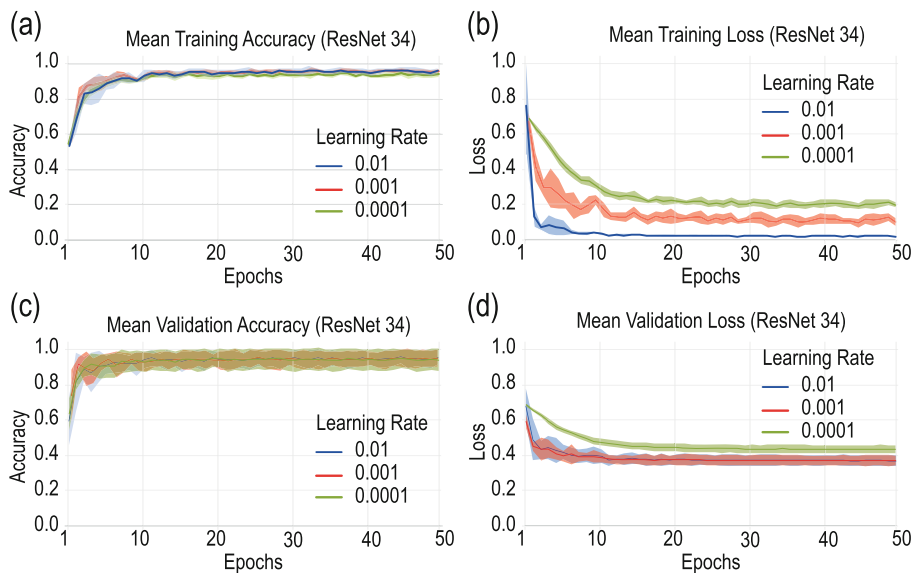 (a)
Mean Training Accuracy (ResNet 34)
1.0
0.8
0.6
0.4
0.2
0.0
Accuracy
Learning Rate
0.01
0.001
0.0001
1 10 20 30 40 50
Epochs
(b)
Mean Training Loss (ResNet 34)
1.0
0.8
0.6
0.4
0.2
0.0
Loss
Learning Rate
0.01
0.001
0.0001
1 10 20 30 40 50
Epochs
(c)
Mean Validation Accuracy (ResNet 34)
1.0
0.8
0.6
0.4
0.2
0.0
Accuracy
Learning Rate
0.01
0.001
0.0001
1 10 20 30 40 50
Epochs
(d)
Mean Validation Loss (ResNet 34)
1.0
0.8
0.6
0.4
0.2
0.0
Loss
Learning Rate
0.01
0.001
0.0001
1 10 20 30 40 50
Epochs